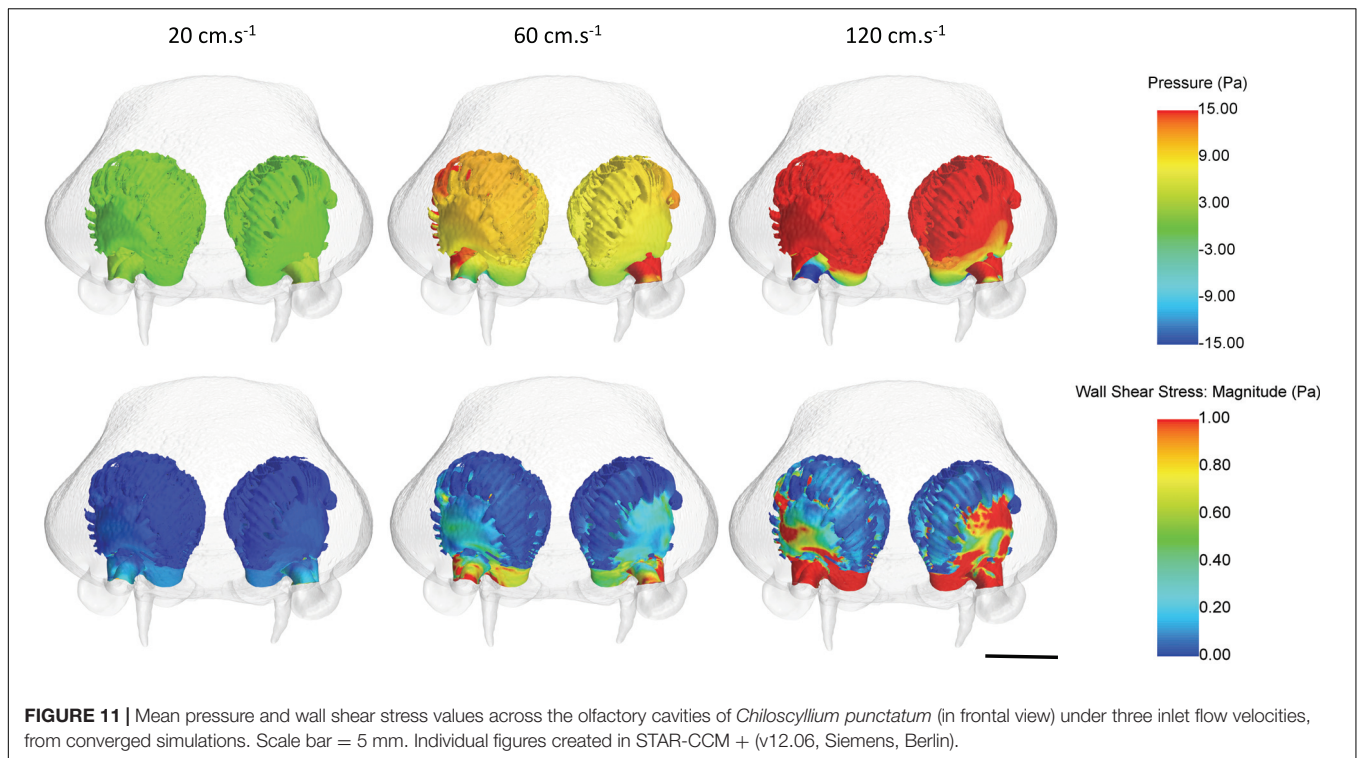 20 cm.s-1
60 cm.s-1
120 cm.s-1
Pressure (Pa)
15.00
9.00
3.00
-3.00
-9.00
-15.00
Wall Shear Stress: Magnitude (Pa)
1.00
0.80
0.60
0.40
0.20
0.00
FIGURE 11 | Mean pressure and wall shear stress values across the olfactory cavities of Chiloscyllium punctatum (in frontal view) under three inlet flow velocities,
from converged simulations. Scale bar = 5 mm. Individual figures created in STAR-CCM + (v12.06, Siemens, Berlin).